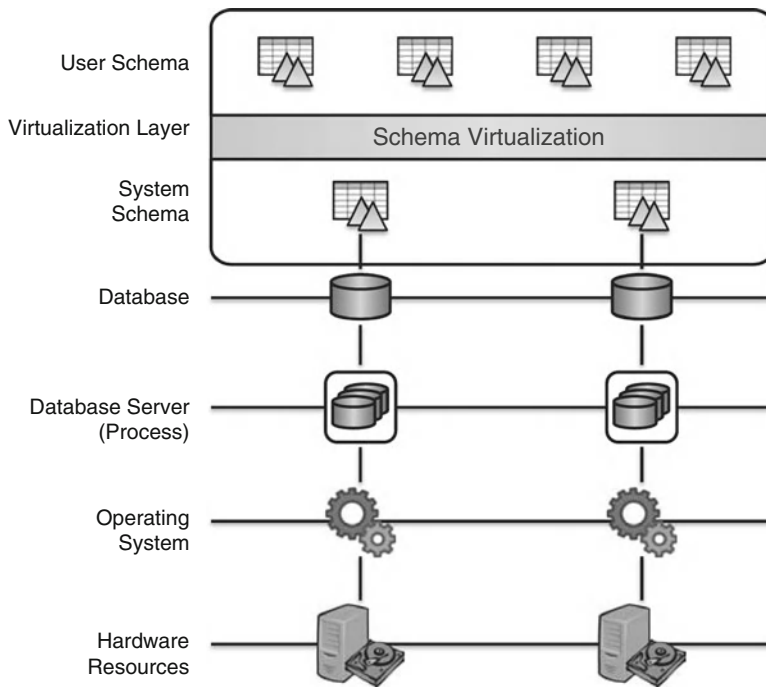 User Schema
Virtualization Layer
Schema Virtualization
System
Schema
Database
Database Server
(Process)
Operating
System
Hardware
Resources